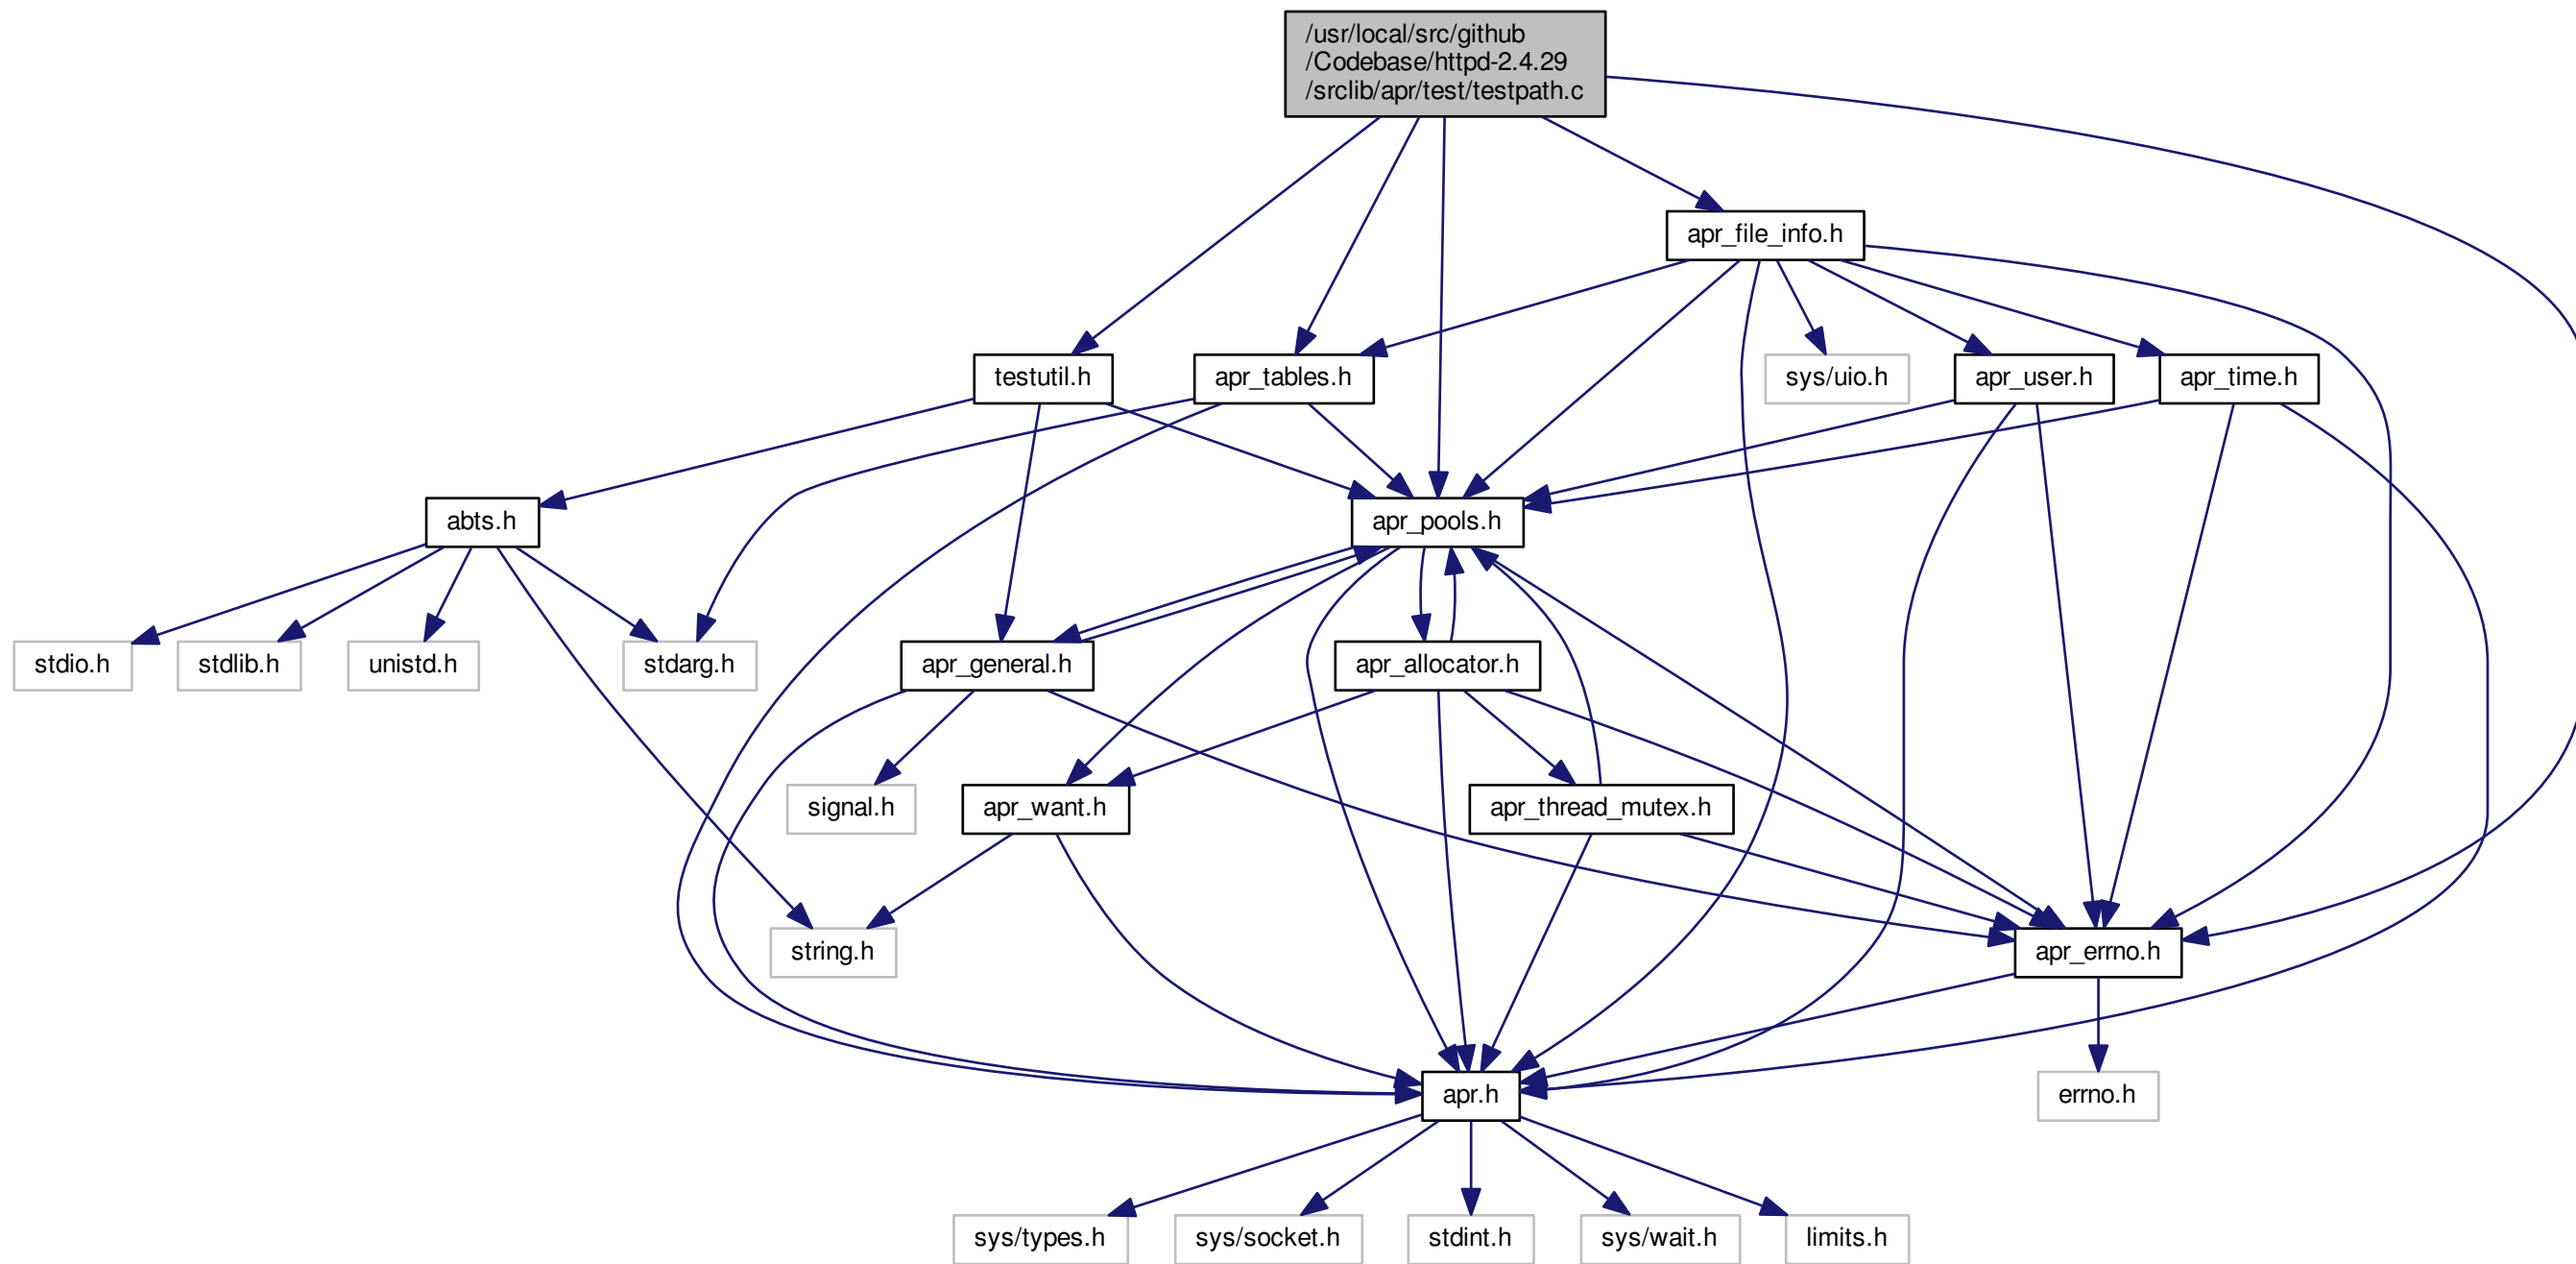 /usr/local/src/github
/Codebase/httpd-2.4.29
/srclib/apr/test/testpath.c
apr_file_info.h
testutil.h
apr_tables.h
sys/uio.h
apr_user.h
apr_time.h
abts.h
apr_pools.h
stdio.h
stdlib.h
unistd.h
stdarg.h
apr_general.h
apr_allocator.h
signal.h
apr_want.h
apr_thread_mutex.h
string.h
apr_errno.h
apr.h
errno.h
sys/types.h
sys/socket.h
stdint.h
sys/wait.h
limits.h